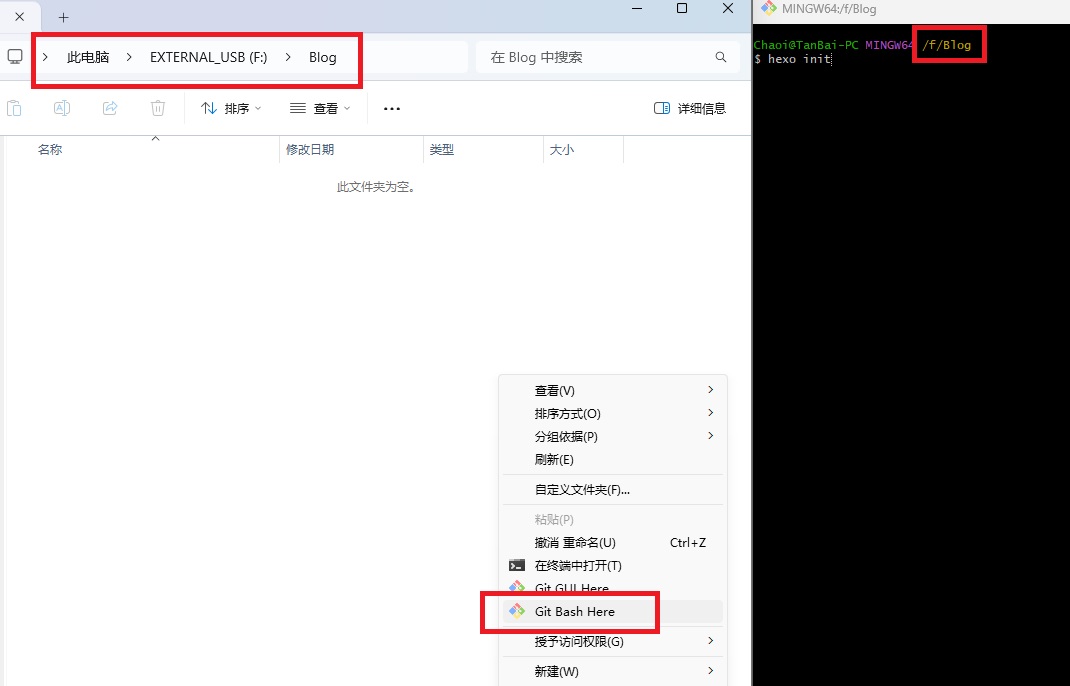 此电脑 > EXTERNAL_USB (F:) > Blog
在 Blog 中搜索
排序
查看
详细信息
名称
修改日期
类型
大小
此文件夹为空。
查看(V)
排序方式(O)
分组依据(P)
刷新(E)
自定义文件夹(F)...
粘贴(P)
撤消 重命名(U) Ctrl+Z
在终端中打开(T)
Git GUI Here
Git Bash Here
授予访问权限(G)
新建(W)
MINGW64:/f/Blog
Chaoi@TanBai-PC MINGW64 /f/Blog
$ hexo init